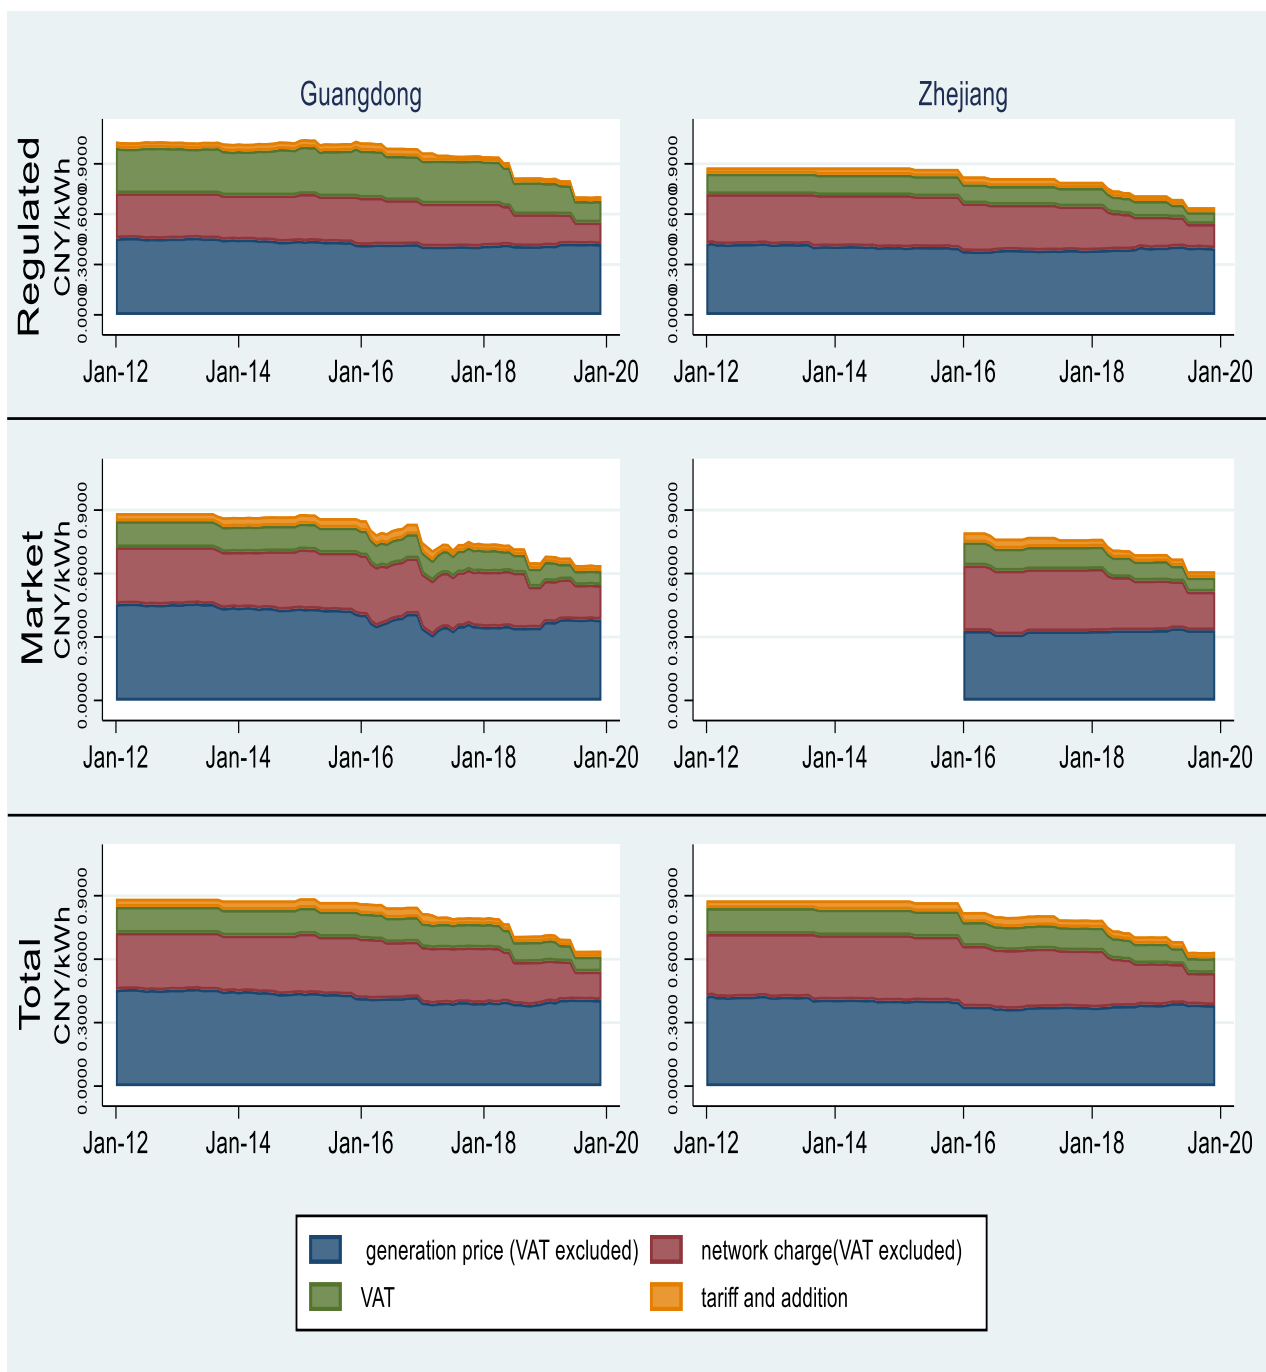 Guangdong
Zhejiang
Regulated
CNY/kWh
0.0000 0.3000 0.6000 0.9000
0.0000 0.3000 0.6000 0.9000
Jan-12 Jan-14 Jan-16 Jan-18 Jan-20
Jan-12 Jan-14 Jan-16 Jan-18 Jan-20
Market
CNY/kWh
0.0000 0.3000 0.6000 0.9000
0.0000 0.3000 0.6000 0.9000
Jan-12 Jan-14 Jan-16 Jan-18 Jan-20
Jan-12 Jan-14 Jan-16 Jan-18 Jan-20
Total
CNY/kWh
0.0000 0.3000 0.6000 0.9000
0.0000 0.3000 0.6000 0.9000
Jan-12 Jan-14 Jan-16 Jan-18 Jan-20
Jan-12 Jan-14 Jan-16 Jan-18 Jan-20
generation price (VAT excluded)
network charge(VAT excluded)
VAT
tariff and addition